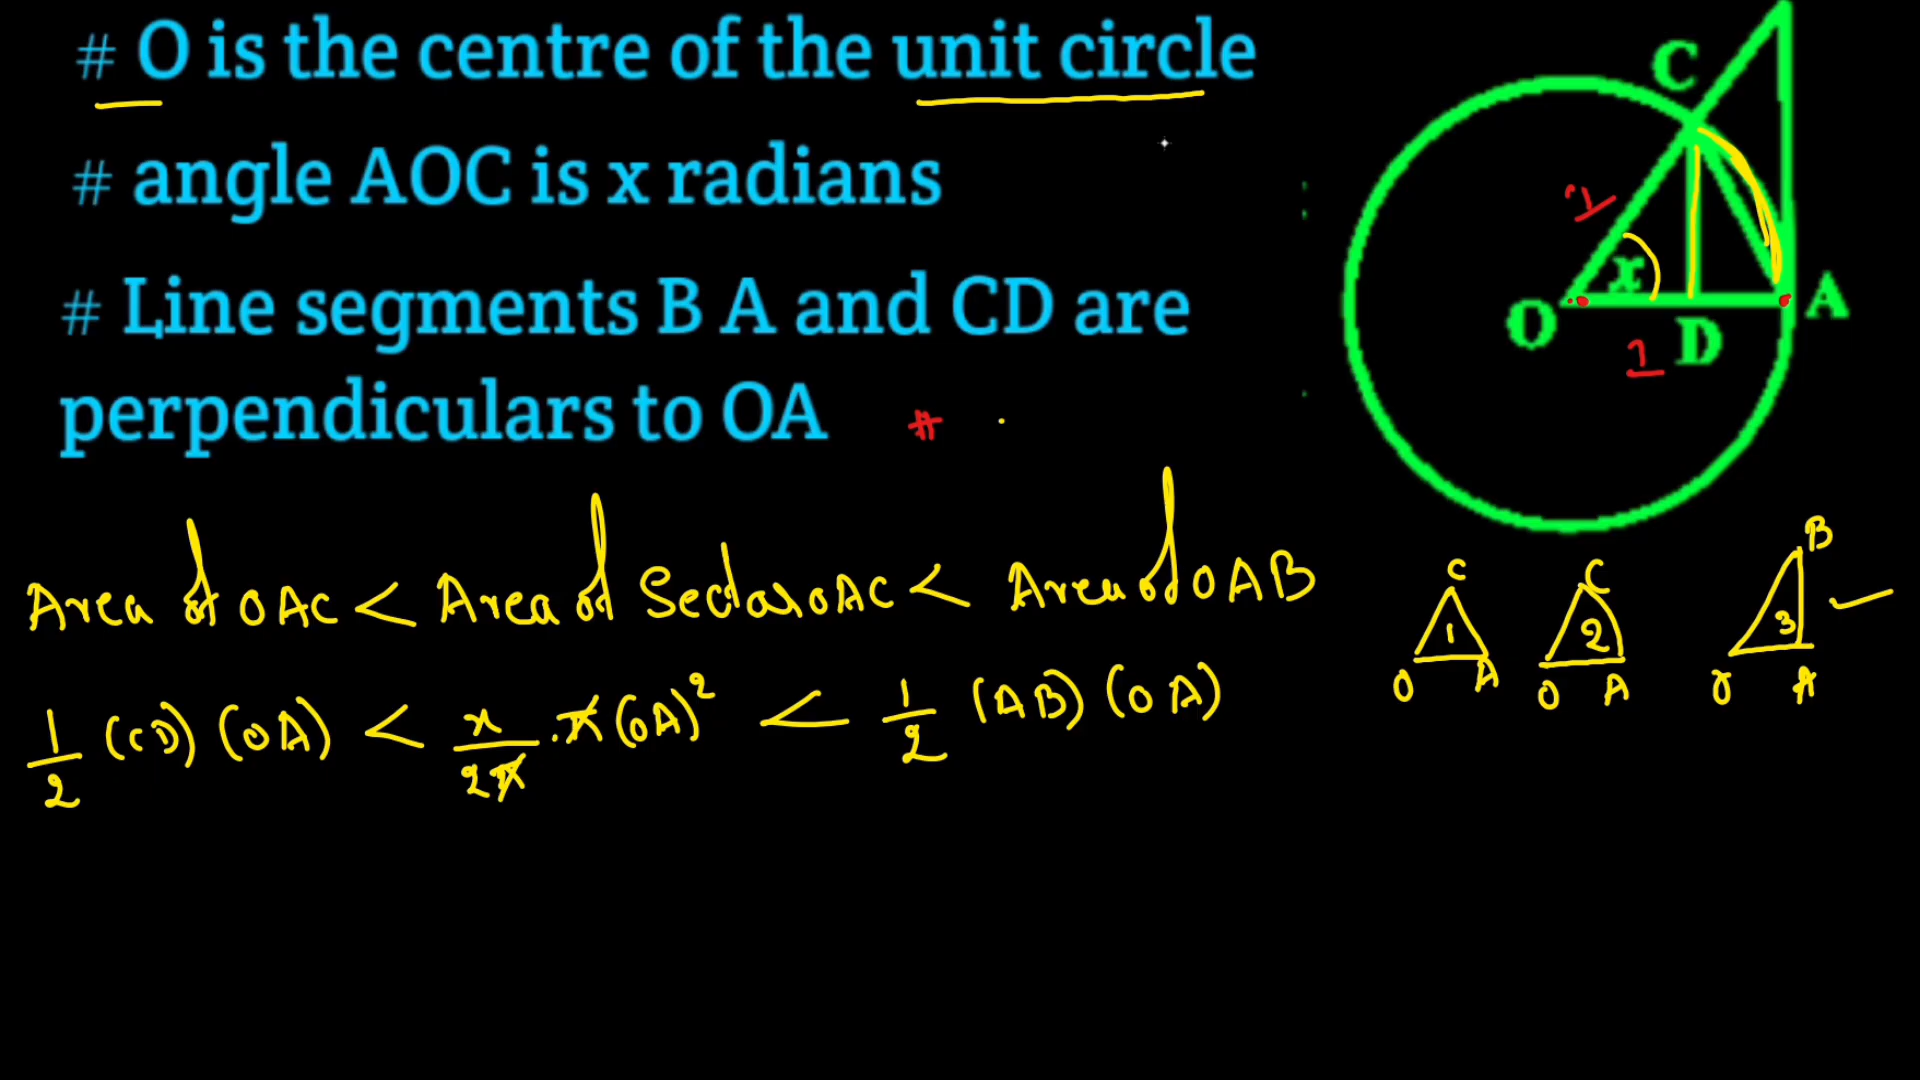 # O is the centre of the unit circle
# angle AOC is x radians
# Line segments B A and CD are
perpendiculars to OA #
C
1
x
O
D
A
1
Area of OAC < Area of Sector OAC < Area of OAB
1/2 (CD) (OA) < x/2π . π (OA)² < 1/2 (AB) (OA)
C
1
O A
C
2
O A
B
3
O A